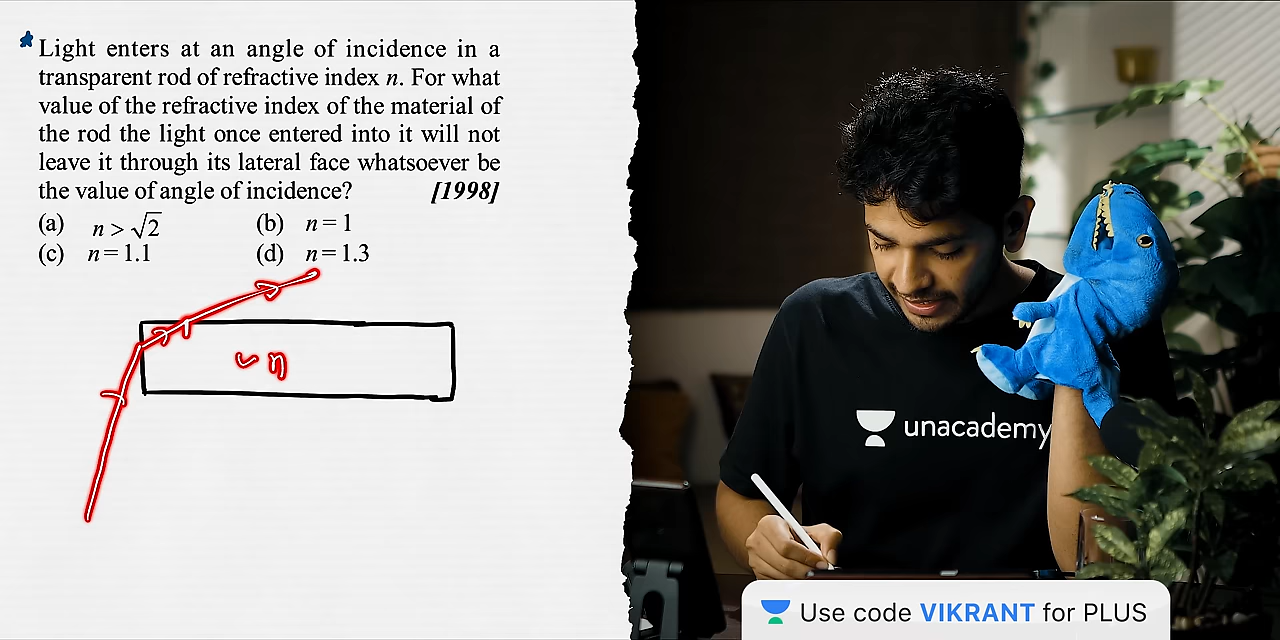 Light enters at an angle of incidence in a
transparent rod of refractive index n. For what
value of the refractive index of the material of
the rod the light once entered into it will not
leave it through its lateral face whatsoever be
the value of angle of incidence? [1998]
(a) n > √2 (b) n = 1
(c) n = 1.1 (d) n = 1.3
n
unacademy
Use code VIKRANT for PLUS